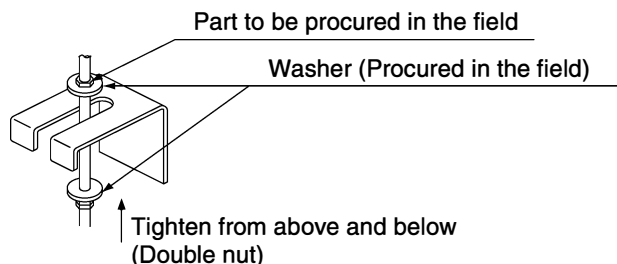 Part to be procured in the field
Washer (Procured in the field)
Tighten from above and below
(Double nut)